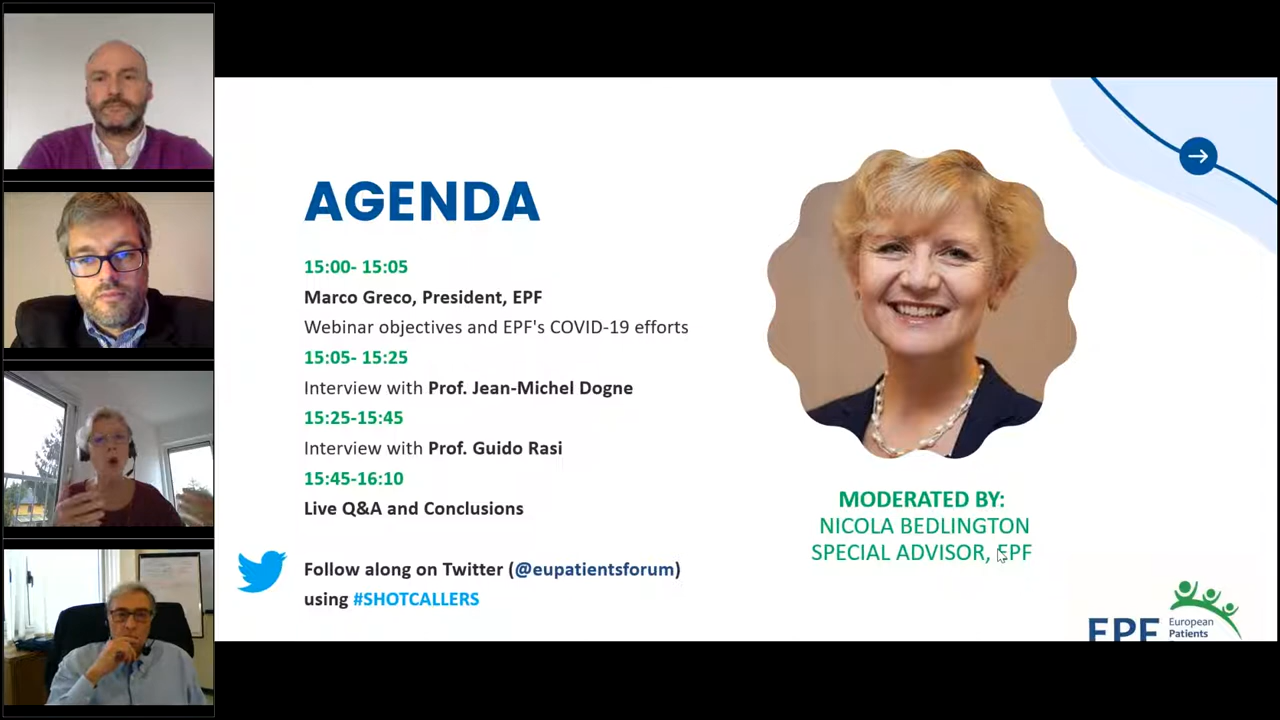 AGENDA
15:00- 15:05
Marco Greco, President, EPF
Webinar objectives and EPF's COVID-19 efforts
15:05- 15:25
Interview with Prof. Jean-Michel Dogne
15:25-15:45
Interview with Prof. Guido Rasi
15:45-16:10
Live Q&A and Conclusions
Follow along on Twitter (@eupatientsforum)
using #SHOTCALLERS
MODERATED BY:
NICOLA BEDLINGTON
SPECIAL ADVISOR, EPF
EPF
European
Patients